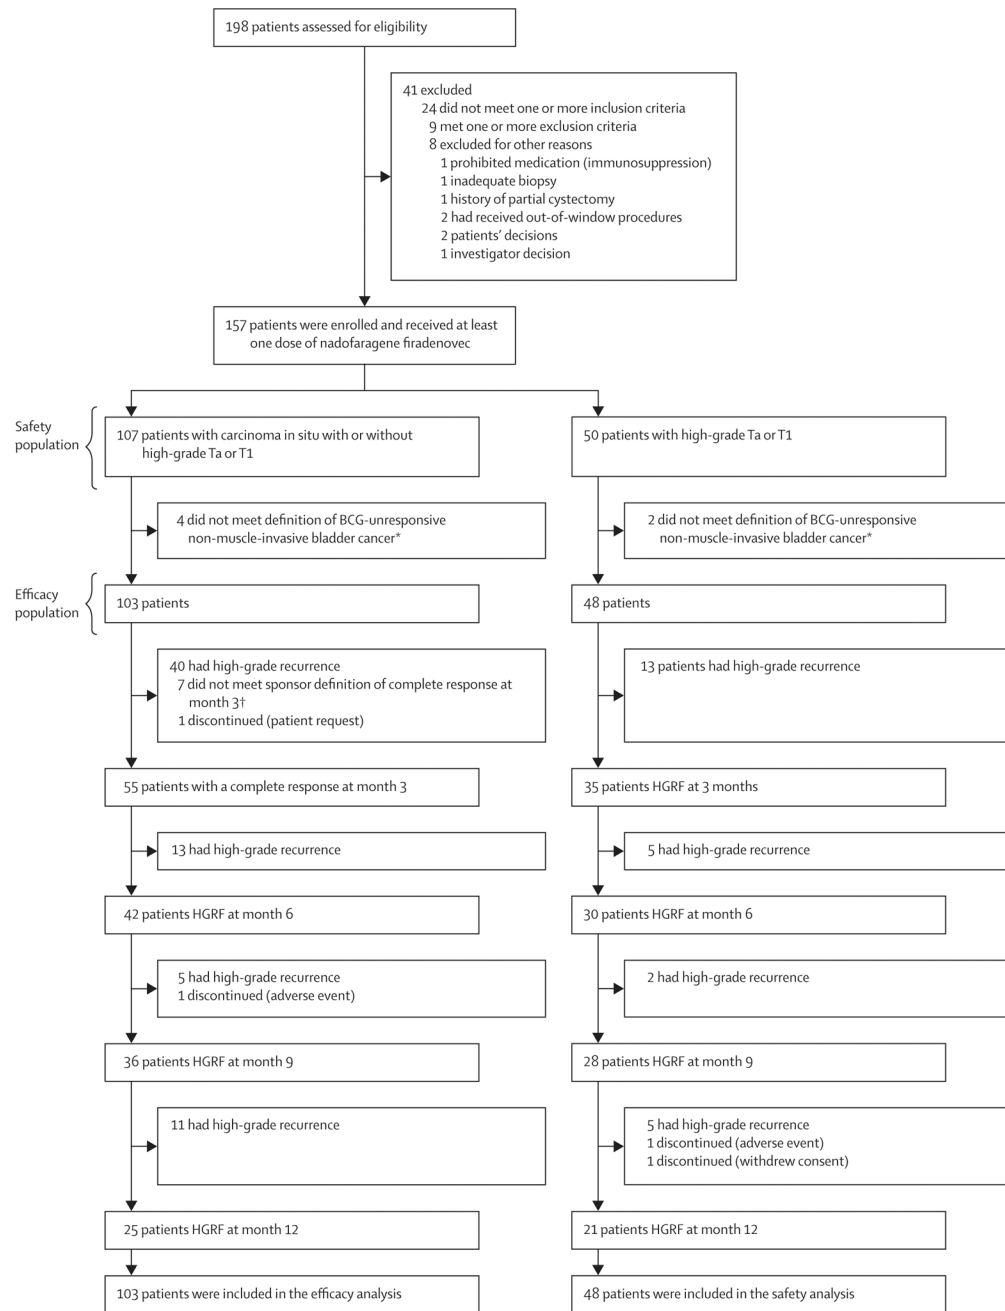 198 patients assessed for eligibility
41 excluded
24 did not meet one or more inclusion criteria
9 met one or more exclusion criteria
8 excluded for other reasons
1 prohibited medication (immunosuppression)
1 inadequate biopsy
1 history of partial cystectomy
2 had received out-of-window procedures
2 patients' decisions
1 investigator decision
157 patients were enrolled and received at least
one dose of nadofaragene firadenovec
Safety
population
107 patients with carcinoma in situ with or without
high-grade Ta or T1
50 patients with high-grade Ta or T1
4 did not meet definition of BCG-unresponsive
non-muscle-invasive bladder cancer*
2 did not meet definition of BCG-unresponsive
non-muscle-invasive bladder cancer*
Efficacy
population
103 patients
48 patients
40 had high-grade recurrence
7 did not meet sponsor definition of complete response at
month 3†
1 discontinued (patient request)
13 patients had high-grade recurrence
55 patients with a complete response at month 3
35 patients HGRF at 3 months
13 had high-grade recurrence
5 had high-grade recurrence
42 patients HGRF at month 6
30 patients HGRF at month 6
5 had high-grade recurrence
1 discontinued (adverse event)
2 had high-grade recurrence
36 patients HGRF at month 9
28 patients HGRF at month 9
11 had high-grade recurrence
5 had high-grade recurrence
1 discontinued (adverse event)
1 discontinued (withdrew consent)
25 patients HGRF at month 12
21 patients HGRF at month 12
103 patients were included in the efficacy analysis
48 patients were included in the safety analysis